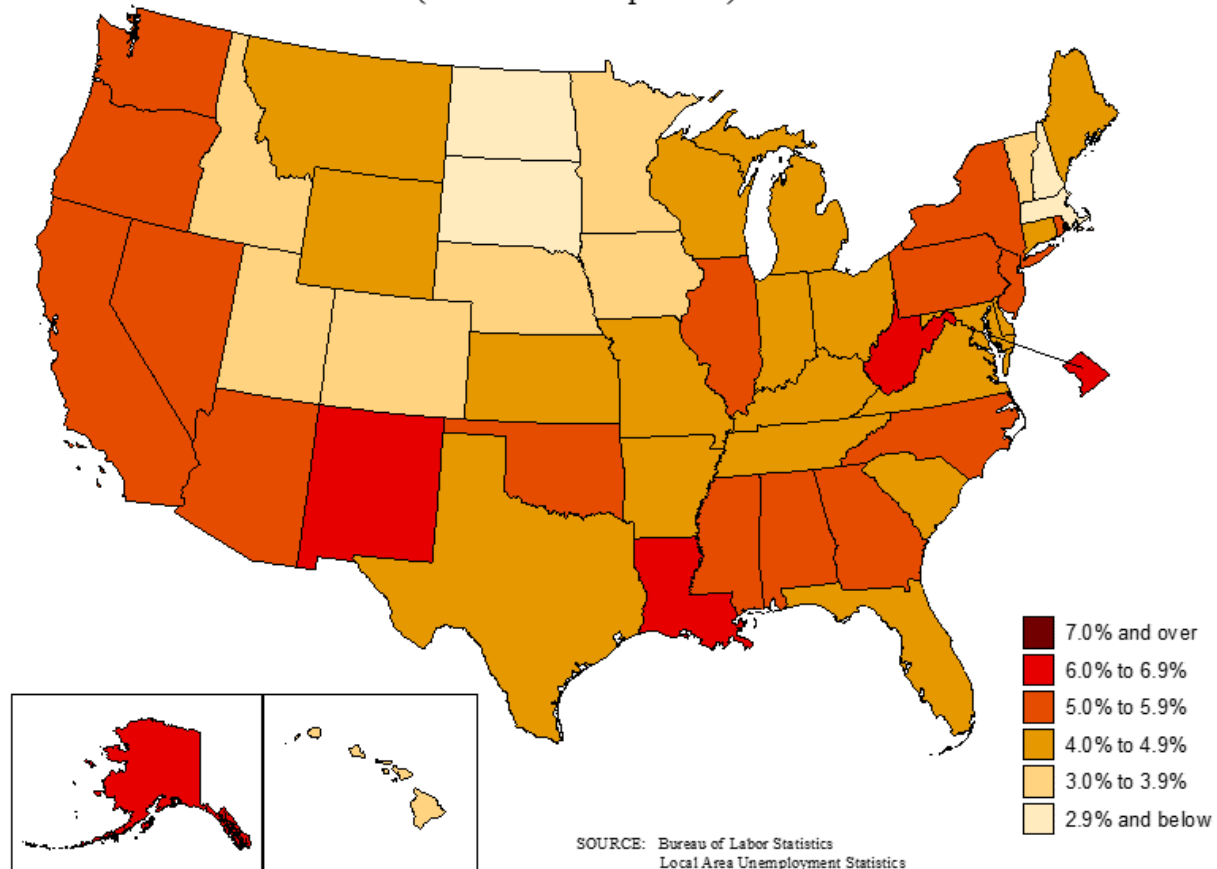 7.0% and over
6.0% to 6.9%
5.0% to 5.9%
4.0% to 4.9%
3.0% to 3.9%
2.9% and below
SOURCE: Bureau of Labor Statistics
Local Area Unemployment Statistics